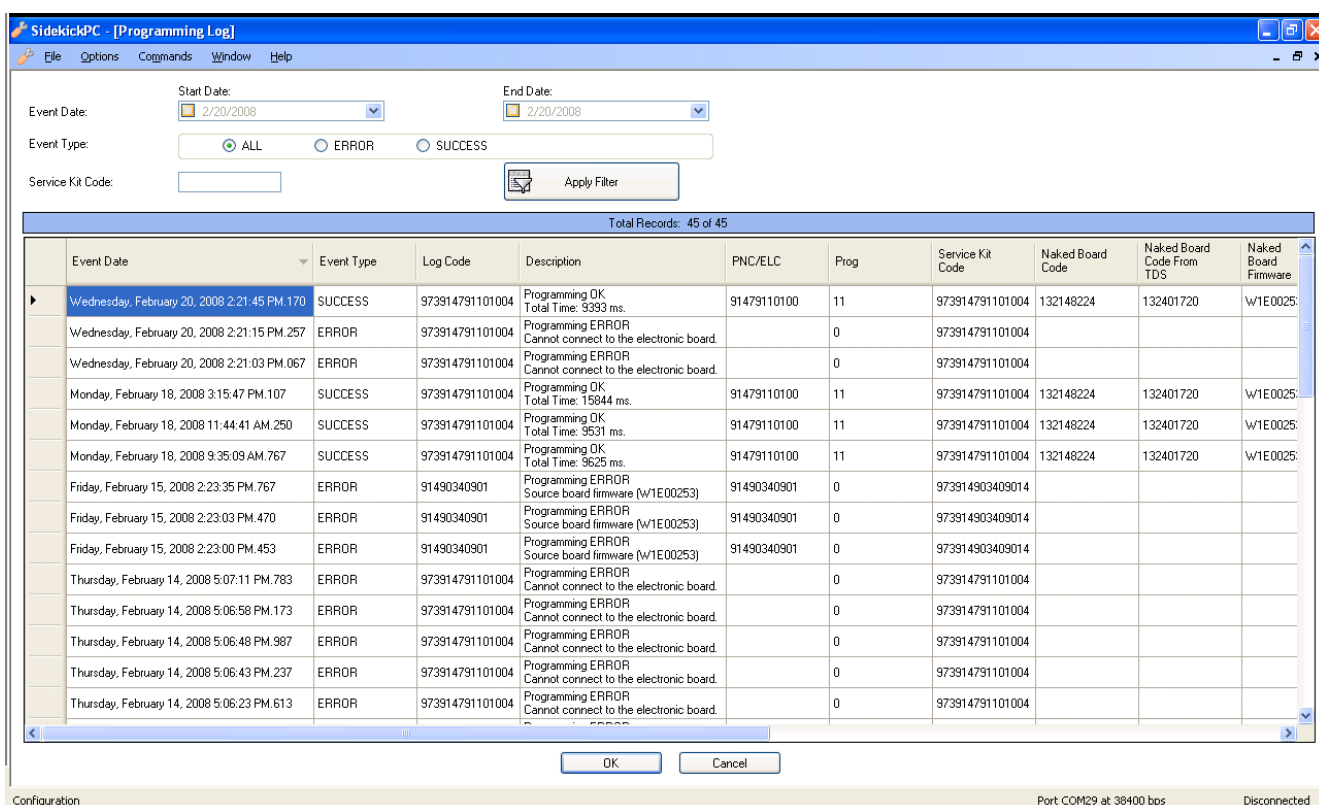 SidekickPC - [Programming Log]
File Options Commands Window Help
Start Date: End Date:
Event Date: 2/20/2008 2/20/2008
Event Type: ALL ERROR SUCCESS
Service Kit Code: Apply Filter
Total Records: 45 of 45
Event Date Event Type Log Code Description PNC/ELC Prog Service Kit Code Naked Board Code Naked Board Code From TDS Naked Board Firmware
Wednesday, February 20, 2008 2:21:45 PM.170 SUCCESS 973914791101004 Programming OK Total Time: 9393 ms. 91479110100 11 973914791101004 132148224 132401720 W1E0025
Wednesday, February 20, 2008 2:21:15 PM.257 ERROR 973914791101004 Programming ERROR Cannot connect to the electronic board. 0 973914791101004
Wednesday, February 20, 2008 2:21:03 PM.067 ERROR 973914791101004 Programming ERROR Cannot connect to the electronic board. 0 973914791101004
Monday, February 18, 2008 3:15:47 PM.107 SUCCESS 973914791101004 Programming OK Total Time: 15844 ms. 91479110100 11 973914791101004 132148224 132401720 W1E0025
Monday, February 18, 2008 11:44:41 AM.250 SUCCESS 973914791101004 Programming OK Total Time: 9531 ms. 91479110100 11 973914791101004 132148224 132401720 W1E0025
Monday, February 18, 2008 9:35:09 AM.767 SUCCESS 973914791101004 Programming OK Total Time: 9625 ms. 91479110100 11 973914791101004 132148224 132401720 W1E0025
Friday, February 15, 2008 2:23:35 PM.767 ERROR 91490340901 Programming ERROR Source board firmware (W1E00253) 91490340901 0 973914903409014
Friday, February 15, 2008 2:23:03 PM.470 ERROR 91490340901 Programming ERROR Source board firmware (W1E00253) 91490340901 0 973914903409014
Friday, February 15, 2008 2:23:00 PM.453 ERROR 91490340901 Programming ERROR Source board firmware (W1E00253) 91490340901 0 973914903409014
Thursday, February 14, 2008 5:07:11 PM.783 ERROR 973914791101004 Programming ERROR Cannot connect to the electronic board. 0 973914791101004
Thursday, February 14, 2008 5:06:58 PM.173 ERROR 973914791101004 Programming ERROR Cannot connect to the electronic board. 0 973914791101004
Thursday, February 14, 2008 5:06:48 PM.987 ERROR 973914791101004 Programming ERROR Cannot connect to the electronic board. 0 973914791101004
Thursday, February 14, 2008 5:06:43 PM.237 ERROR 973914791101004 Programming ERROR Cannot connect to the electronic board. 0 973914791101004
Thursday, February 14, 2008 5:06:23 PM.613 ERROR 973914791101004 Programming ERROR Cannot connect to the electronic board. 0 973914791101004
OK Cancel
Configuration Port COM29 at 38400 bps Disconnected